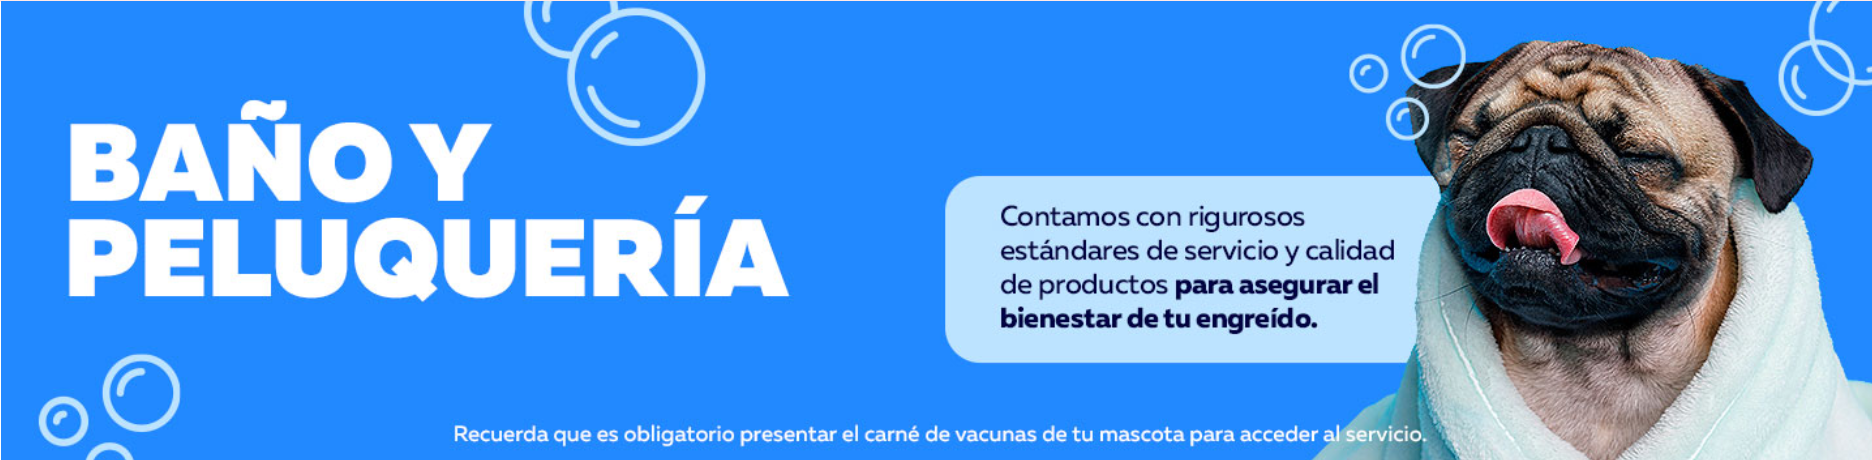 BAÑO Y
PELUQUERÍA
Contamos con rigurosos
estándares de servicio y calidad
de productos para asegurar el
bienestar de tu engreído.
Recuerda que es obligatorio presentar el carné de vacunas de tu mascota para acceder al servicio.